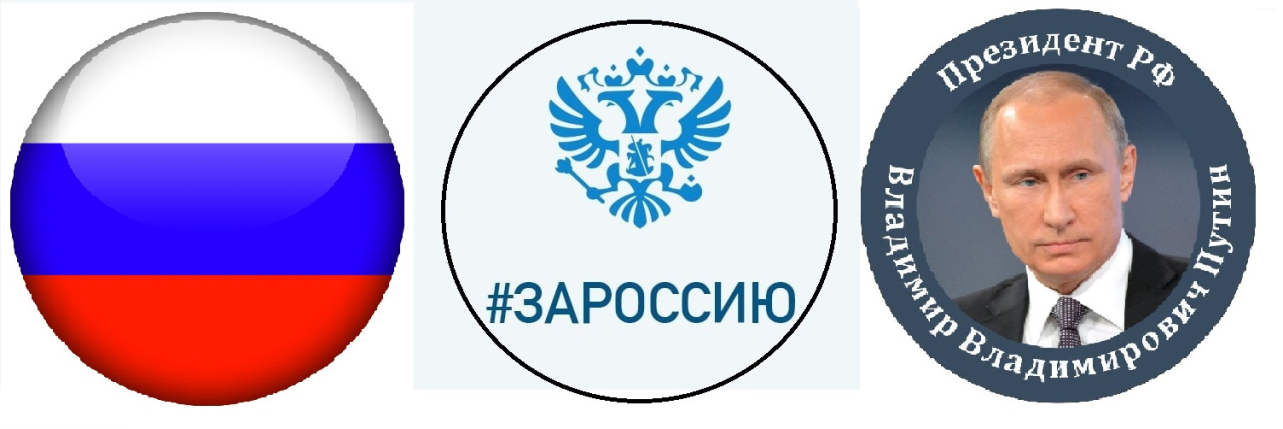 #ЗАРОССИЮ
Президент РФ
Владимир Владимирович Путин